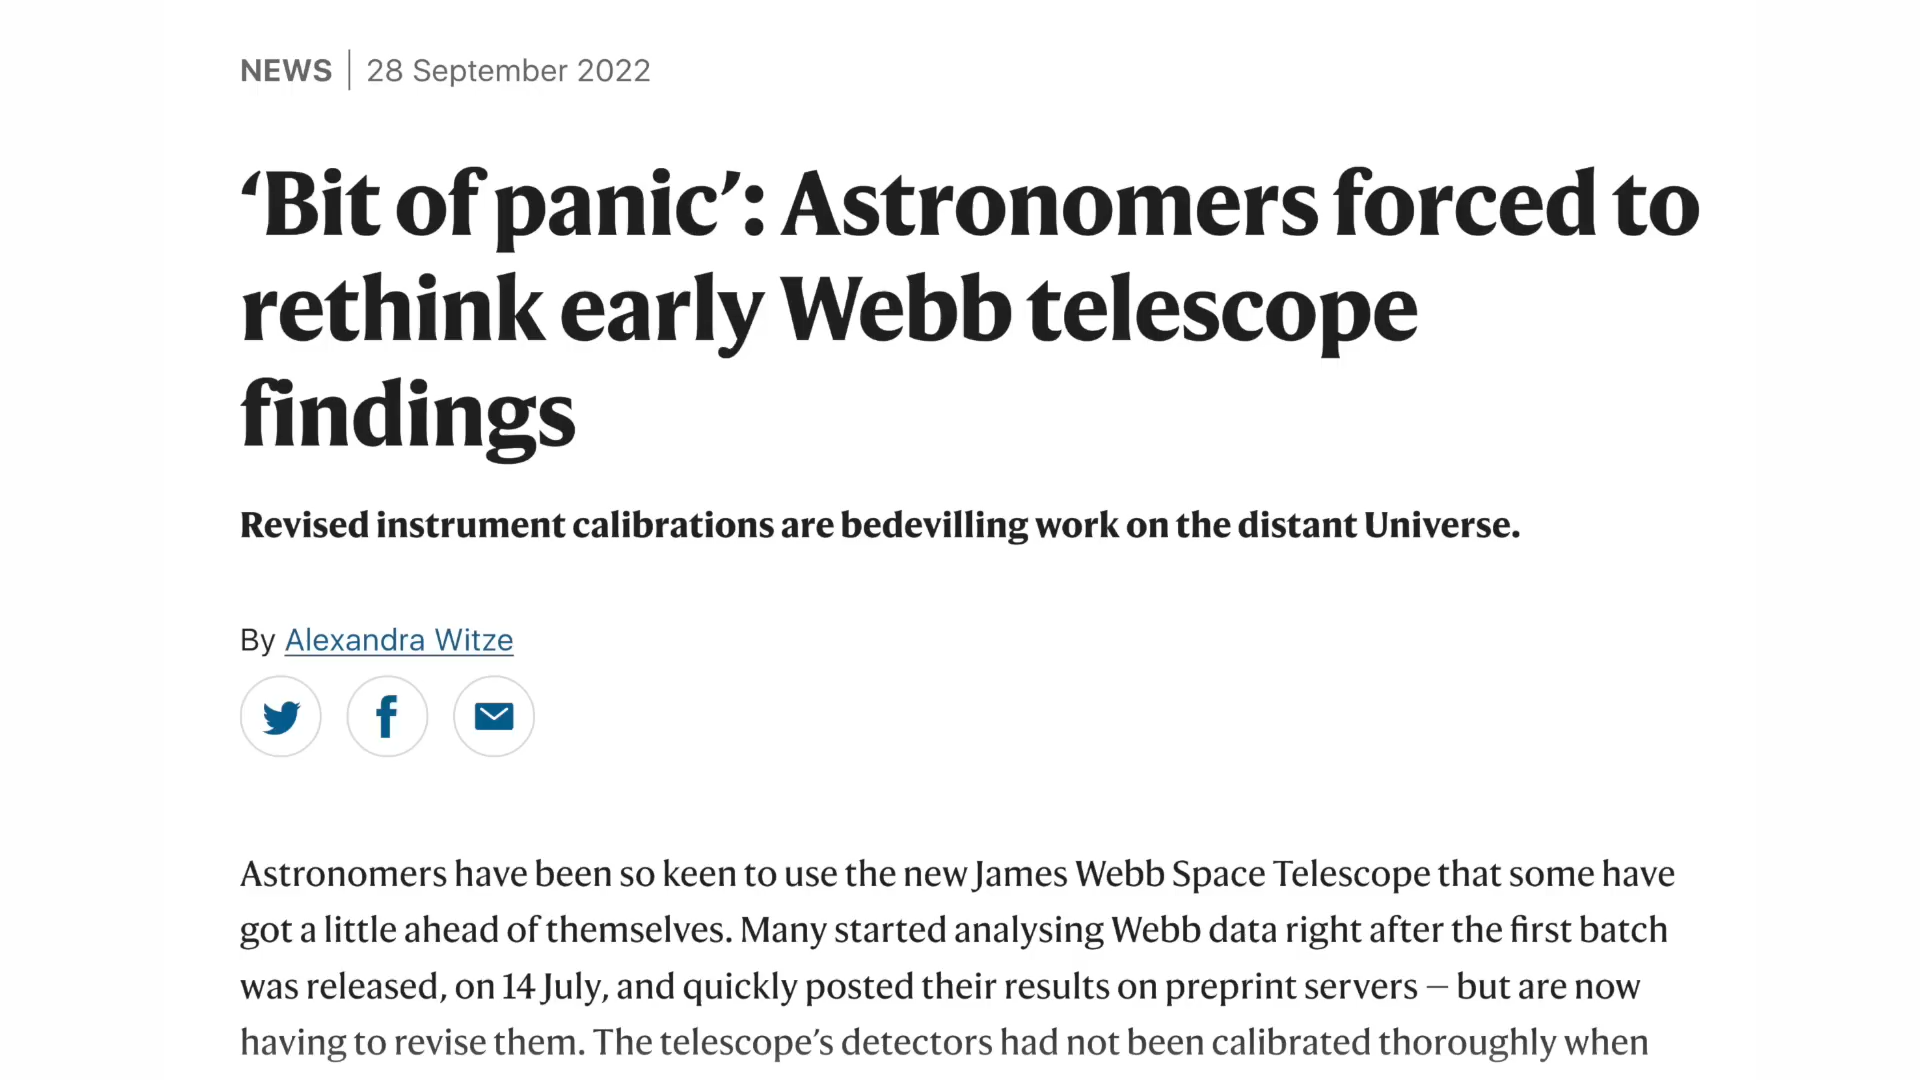 NEWS | 28 September 2022
‘Bit of panic’: Astronomers forced to
rethink early Webb telescope
findings
Revised instrument calibrations are bedevilling work on the distant Universe.
By Alexandra Witze
Astronomers have been so keen to use the new James Webb Space Telescope that some have
got a little ahead of themselves. Many started analysing Webb data right after the first batch
was released, on 14 July, and quickly posted their results on preprint servers — but are now
having to revise them. The telescope’s detectors had not been calibrated thoroughly when